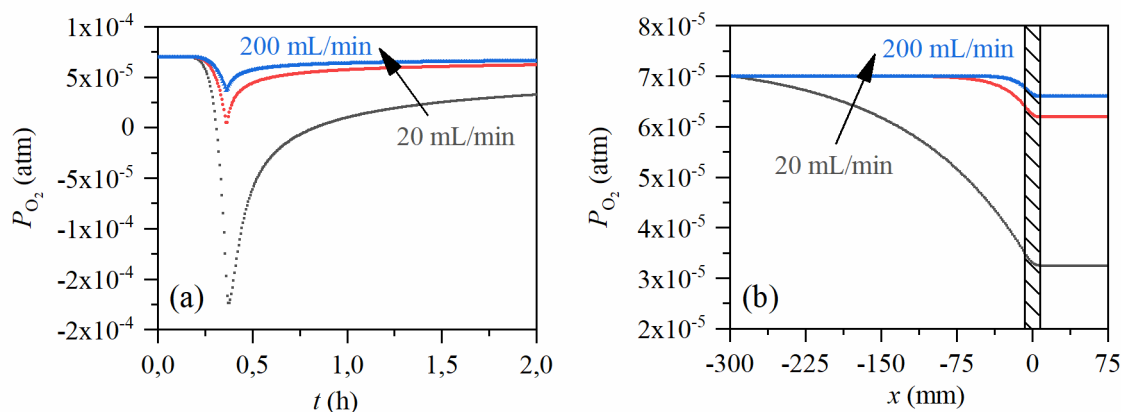 1x10⁻⁴
5x10⁻⁵
0
-5x10⁻⁵
-1x10⁻⁴
-2x10⁻⁴
-2x10⁻⁴
P_O₂ (atm)
200 mL/min
20 mL/min
(a)
0,0 0,5 1,0 1,5 2,0
t (h)
8x10⁻⁵
7x10⁻⁵
6x10⁻⁵
5x10⁻⁵
4x10⁻⁵
3x10⁻⁵
2x10⁻⁵
P_O₂ (atm)
200 mL/min
20 mL/min
(b)
-300 -225 -150 -75 0 75
x (mm)